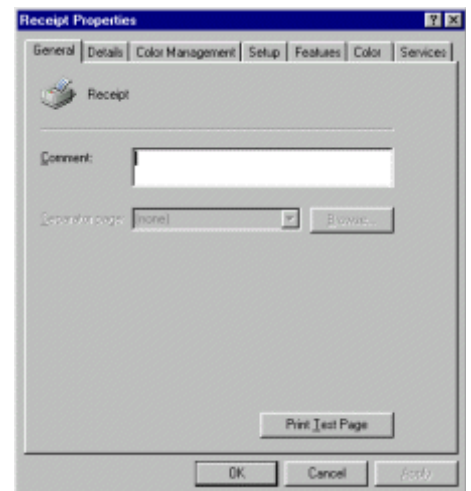 Receipt Properties
General Details Color Management Setup Features Color Services
Receipt
Comment:
Separator page: (none) Browse...
Print Test Page
OK Cancel Apply